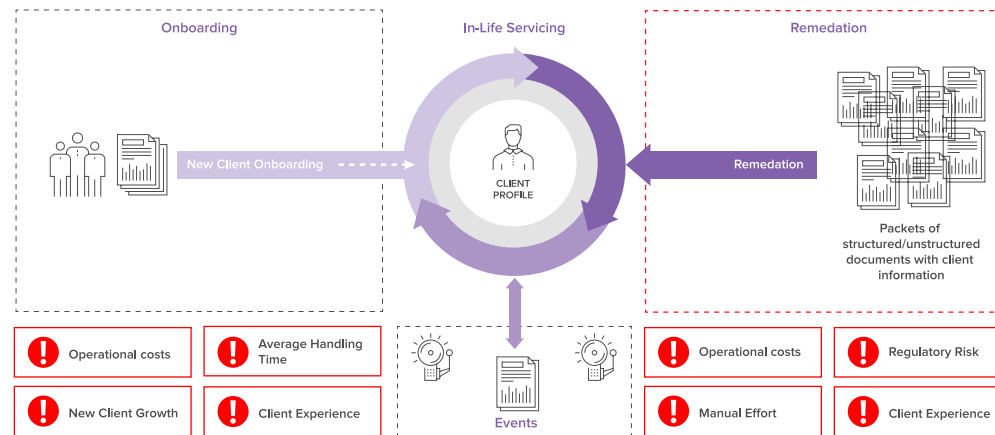 Onboarding
In-Life Servicing
Remedation
New Client Onboarding
CLIENT
PROFILE
Remedation
Packets of
structured/unstructured
documents with client
information
Operational costs
Average Handling
Time
New Client Growth
Client Experience
Events
Operational costs
Regulatory Risk
Manual Effort
Client Experience